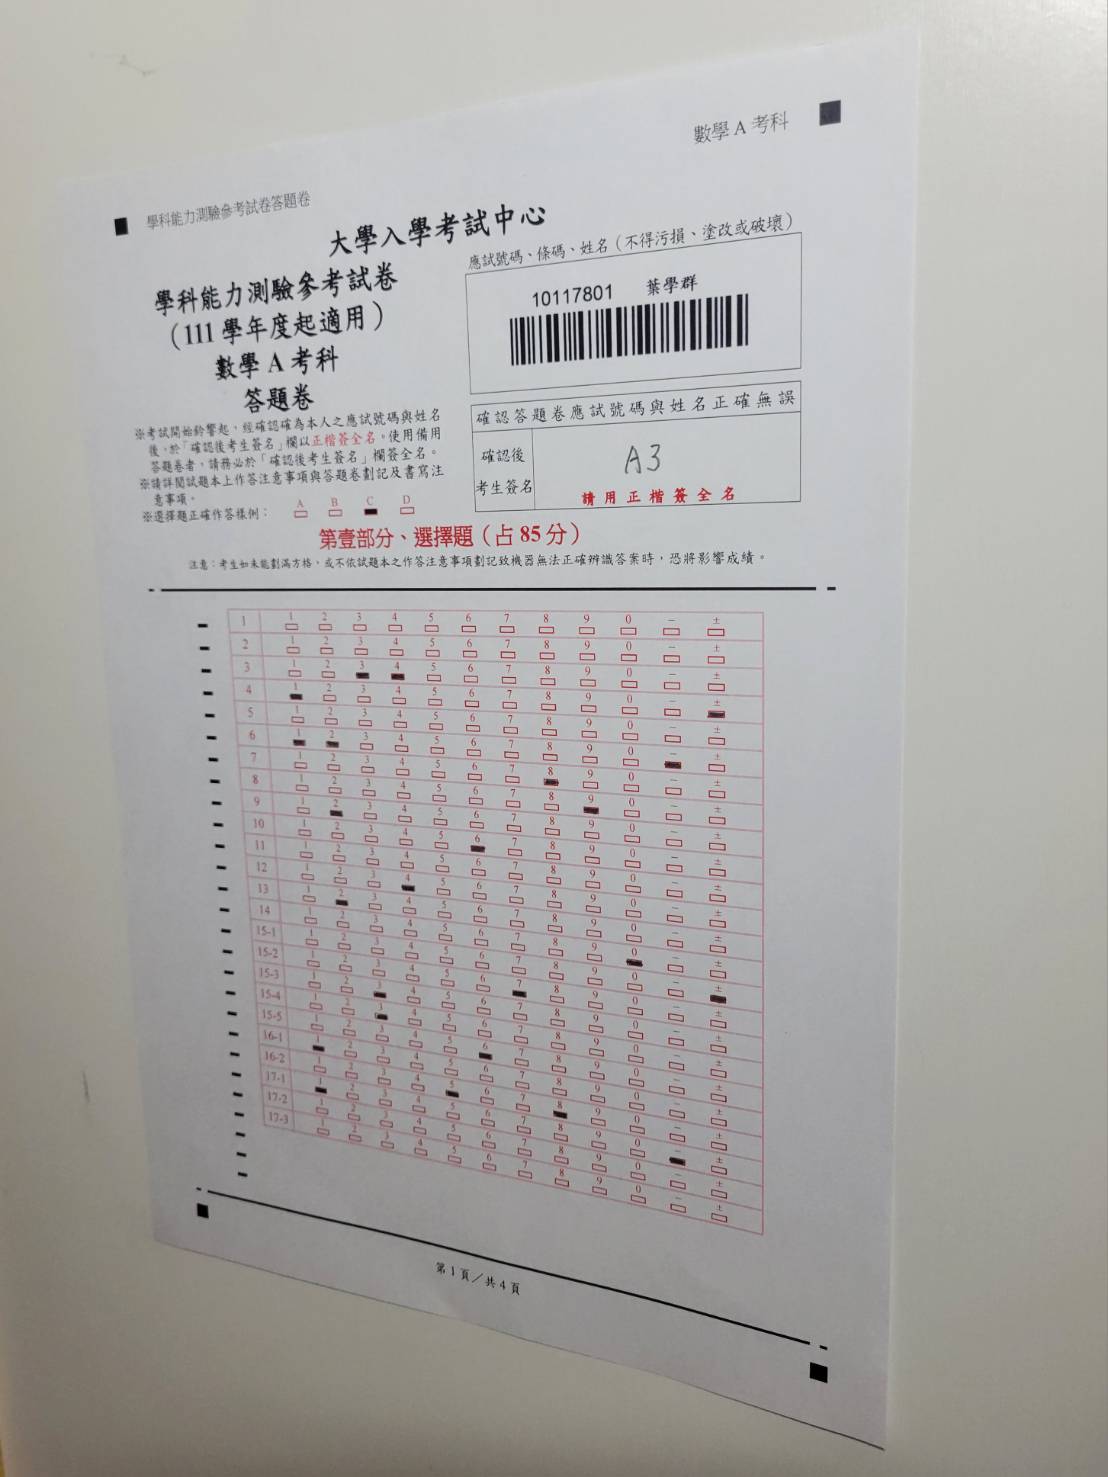 數學 A 考科
學科能力測驗參考試卷答題卷
大學入學考試中心
學科能力測驗參考試卷
（111 學年度起適用）
數學 A 考科
答題卷
應試號碼、條碼、姓名（不得污損、塗改或破壞）
10117801 葉學群
確認答題卷應試號碼與姓名正確無誤
確認後
考生簽名
A3
請用正楷簽全名
※考試開始鈴響起，經確認確為本人之應試號碼與姓名
後，於「確認後考生簽名」欄以正楷簽全名。使用備用
答題卷者，請務必於「確認後考生簽名」欄簽全名。
※請詳閱試題本上作答注意事項與答題卷劃記及書寫注
意事項。
※選擇題正確作答樣例： A B C D
第壹部分、選擇題（占 85 分）
注意：考生如未能劃滿方格，或不依試題本之作答注意事項劃記致機器無法正確辨識答案時，恐將影響成績。
1 1 2 3 4 5 6 7 8 9 0 － ±
2 1 2 3 4 5 6 7 8 9 0 － ±
3 1 2 3 4 5 6 7 8 9 0 － ±
4 1 2 3 4 5 6 7 8 9 0 － ±
5 1 2 3 4 5 6 7 8 9 0 － ±
6 1 2 3 4 5 6 7 8 9 0 － ±
7 1 2 3 4 5 6 7 8 9 0 － ±
8 1 2 3 4 5 6 7 8 9 0 － ±
9 1 2 3 4 5 6 7 8 9 0 － ±
10 1 2 3 4 5 6 7 8 9 0 － ±
11 1 2 3 4 5 6 7 8 9 0 － ±
12 1 2 3 4 5 6 7 8 9 0 － ±
13 1 2 3 4 5 6 7 8 9 0 － ±
14 1 2 3 4 5 6 7 8 9 0 － ±
15-1 1 2 3 4 5 6 7 8 9 0 － ±
15-2 1 2 3 4 5 6 7 8 9 0 － ±
15-3 1 2 3 4 5 6 7 8 9 0 － ±
15-4 1 2 3 4 5 6 7 8 9 0 － ±
15-5 1 2 3 4 5 6 7 8 9 0 － ±
16-1 1 2 3 4 5 6 7 8 9 0 － ±
16-2 1 2 3 4 5 6 7 8 9 0 － ±
17-1 1 2 3 4 5 6 7 8 9 0 － ±
17-2 1 2 3 4 5 6 7 8 9 0 － ±
17-3 1 2 3 4 5 6 7 8 9 0 － ±
第 1 頁／共 4 頁